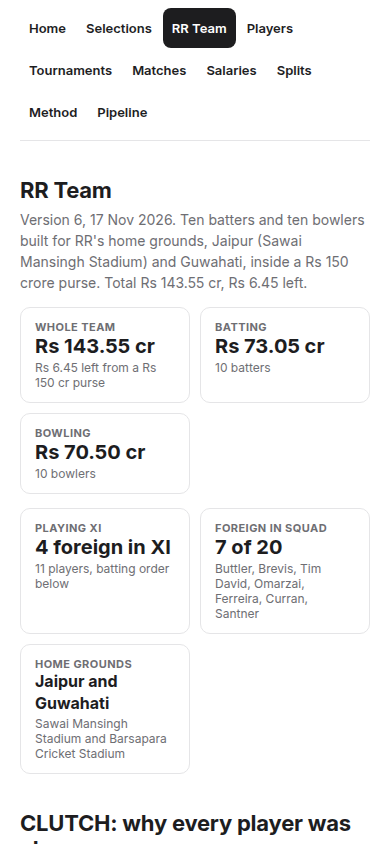 Home Selections RR Team Players
Tournaments Matches Salaries Splits
Method Pipeline
RR Team
Version 6, 17 Nov 2026. Ten batters and ten bowlers
built for RR's home grounds, Jaipur (Sawai
Mansingh Stadium) and Guwahati, inside a Rs 150
crore purse. Total Rs 143.55 cr, Rs 6.45 left.
WHOLE TEAM
Rs 143.55 cr
Rs 6.45 left from a Rs
150 cr purse
BATTING
Rs 73.05 cr
10 batters
BOWLING
Rs 70.50 cr
10 bowlers
PLAYING XI
4 foreign in XI
11 players, batting order
below
FOREIGN IN SQUAD
7 of 20
Buttler, Brevis, Tim
David, Omarzai,
Ferreira, Curran,
Santner
HOME GROUNDS
Jaipur and
Guwahati
Sawai Mansingh
Stadium and Barsapara
Cricket Stadium
CLUTCH: why every player was